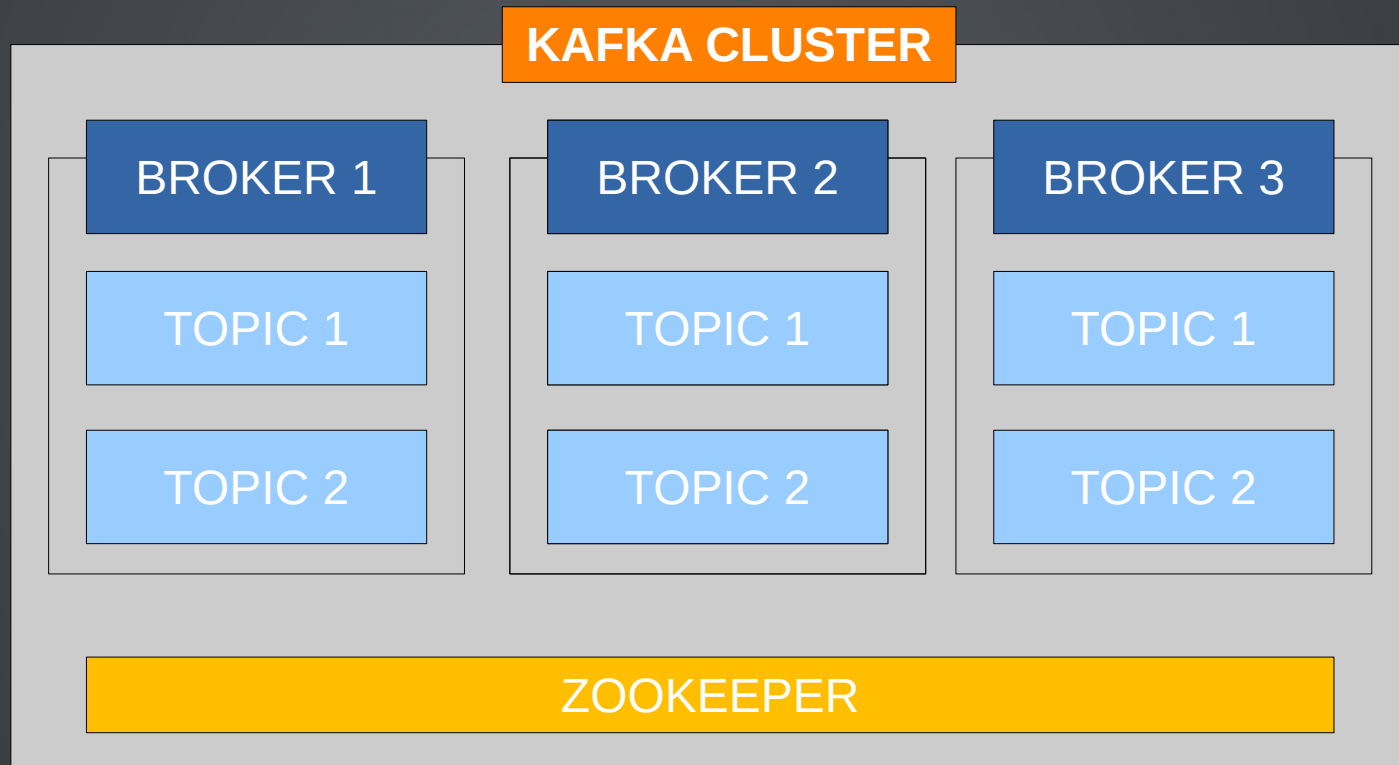 KAFKA CLUSTER
BROKER 1
TOPIC 1
TOPIC 2
BROKER 2
TOPIC 1
TOPIC 2
BROKER 3
TOPIC 1
TOPIC 2
ZOOKEEPER